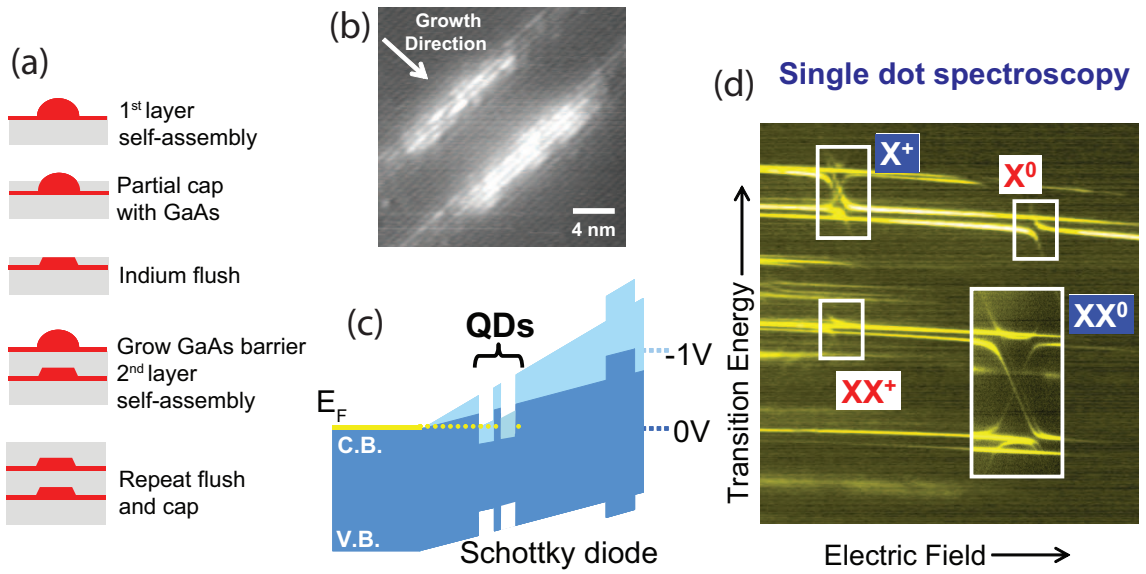 (a)
1st layer
self-assembly
Partial cap
with GaAs
Indium flush
Grow GaAs barrier
2nd layer
self-assembly
Repeat flush
and cap
(b)
Growth
Direction
4 nm
(c)
QDs
EF
C.B.
V.B.
-1V
0V
Schottky diode
Single dot spectroscopy
(d)
X+
X0
XX0
XX+
Transition Energy
Electric Field